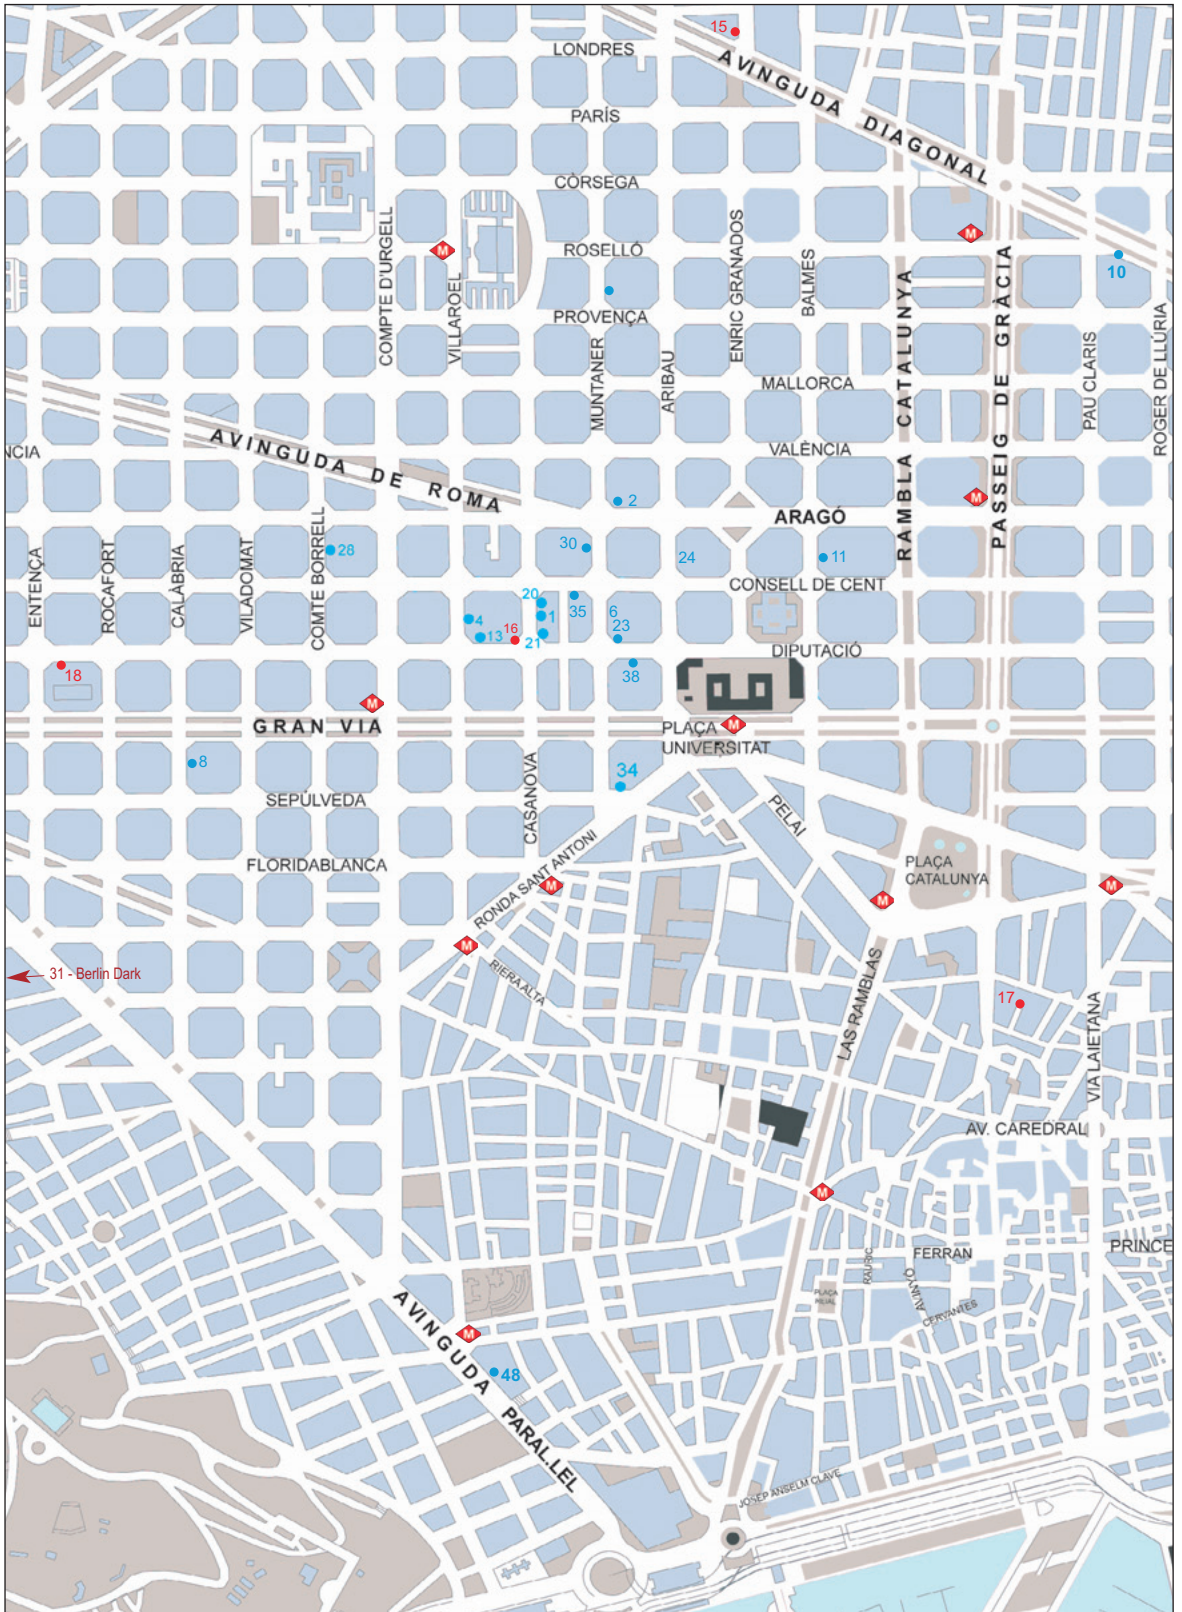 15
LONDRES
AVINGUDA DIAGONAL
PARÍS
CÒRSEGA
COMPTE D'URGELL
M
VILLAROEL
ROSELLÓ
ENRIC GRANADOS
BALMES
RAMBLA CATALUNYA
M
PASSEIG DE GRÀCIA
10
PROVENÇA
MUNTANER
ARIBAU
MALLORCA
PAU CLARIS
ROGER DE LLÚRIA
NCIA
AVINGUDA DE ROMA
VALÈNCIA
M
2
ARAGÓ
ENTENÇA
ROCAFORT
CALÀBRIA
VILADOMAT
COMTE BORRELL
28
30
24
11
CONSELL DE CENT
20
35
6
4
1
16
23
13
21
DIPUTACIÓ
18
38
M
GRAN VIA
PLAÇA
UNIVERSITAT
M
8
34
CASANOVA
SEPÚLVEDA
PELAI
FLORIDABLANCA
RONDA SANT ANTONI
M
PLAÇA
CATALUNYA
M
M
M
31 - Berlin Dark
RIERA ALTA
LAS RAMBLAS
17
VIA LAIETANA
AV. CAREDRAL
M
RAURIC
FERRAN
PRINCE
AVINYÓ
PLAÇA
REIAL
CERVANTES
AVINGUDA PARAL.LEL
M
48
JOSEP ANSELM CLAVE